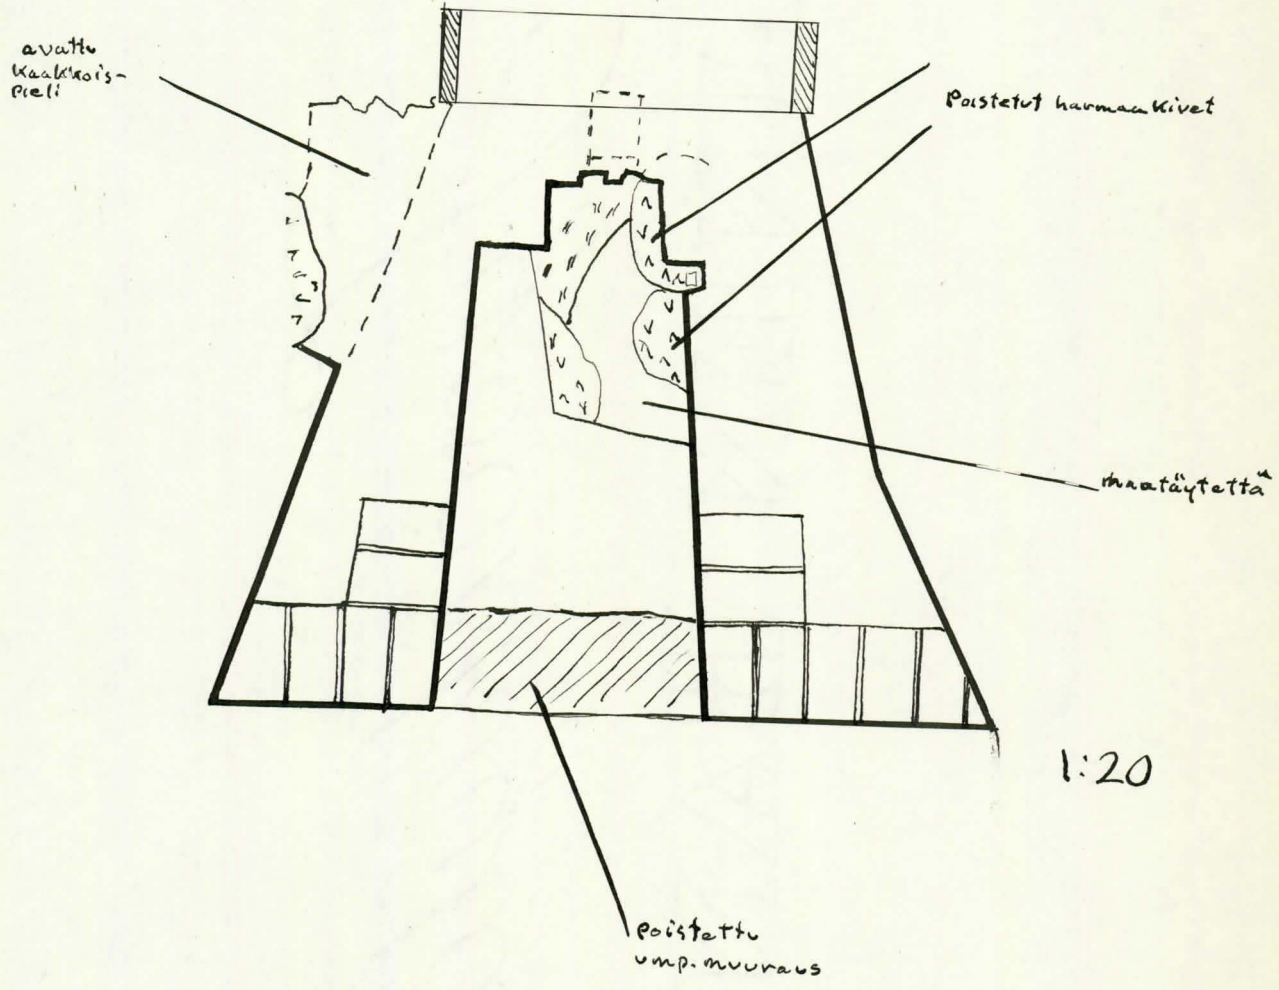 avattu
kaakkois-
pieli
Poistetut harmaakivet
maatäytettä
1:20
poistettu
ump.muuraus